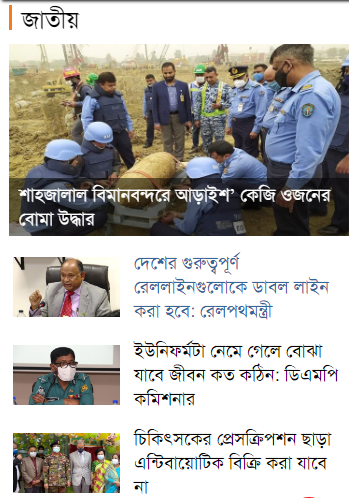 জাতীয়
শাহজালাল বিমানবন্দরে আড়াইশ’ কেজি ওজনের
বোমা উদ্ধার
দেশের গুরুত্বপূর্ণ
রেললাইনগুলোকে ডাবল লাইন
করা হবে: রেলপথমন্ত্রী
ইউনিফর্মটা নেমে গেলে বোঝা
যাবে জীবন কত কঠিন: ডিএমপি
কমিশনার
চিকিৎসকের প্রেসক্রিপশন ছাড়া
এন্টিবায়োটিক বিক্রি করা যাবে
না